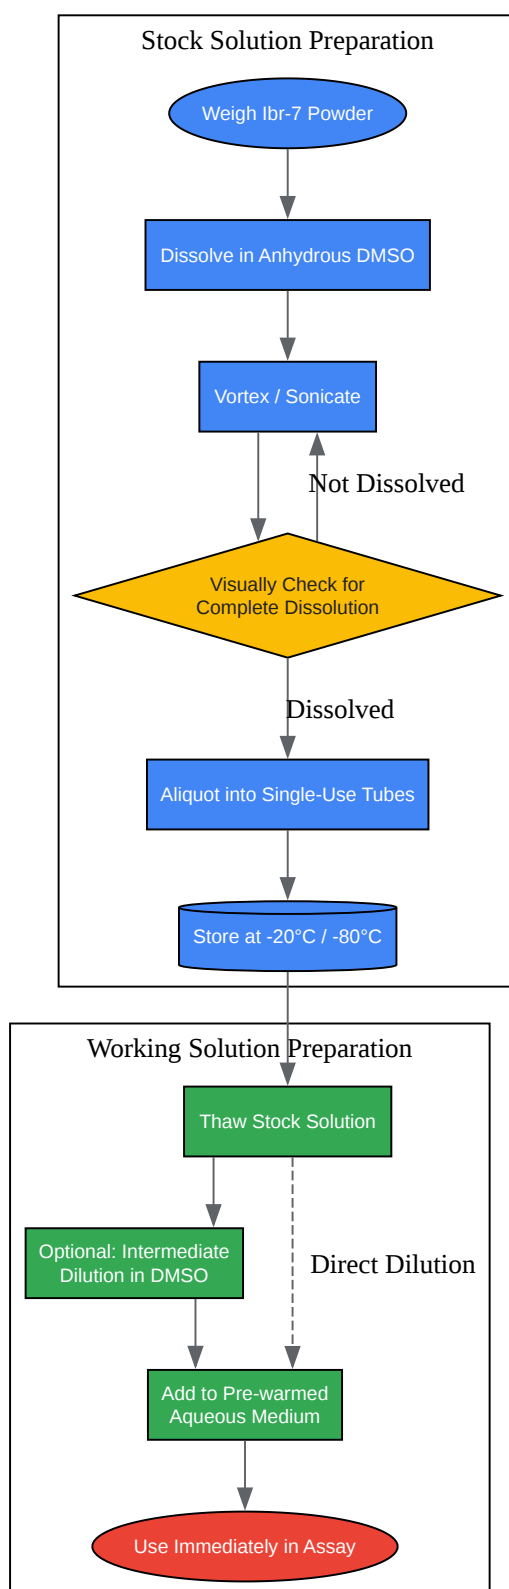 Stock Solution Preparation
Weigh Ibr-7 Powder
Dissolve in Anhydrous DMSO
Vortex / Sonicate
Not Dissolved
Visually Check for
Complete Dissolution
Dissolved
Aliquot into Single-Use Tubes
Store at -20°C / -80°C
Working Solution Preparation
Thaw Stock Solution
Optional: Intermediate
Dilution in DMSO
Direct Dilution
Add to Pre-warmed
Aqueous Medium
Use Immediately in Assay